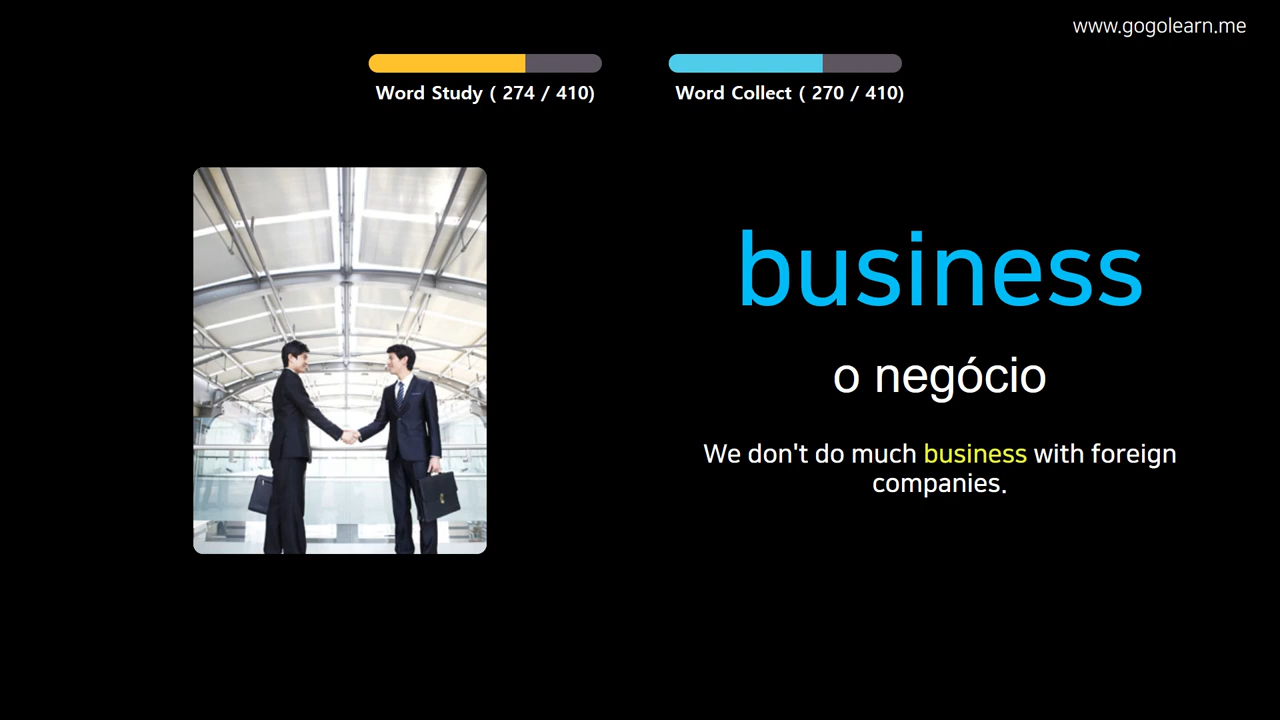 www.gogolearn.me
Word Study ( 274 / 410)
Word Collect ( 270 / 410)
business
o negócio
We don't do much business with foreign
companies.